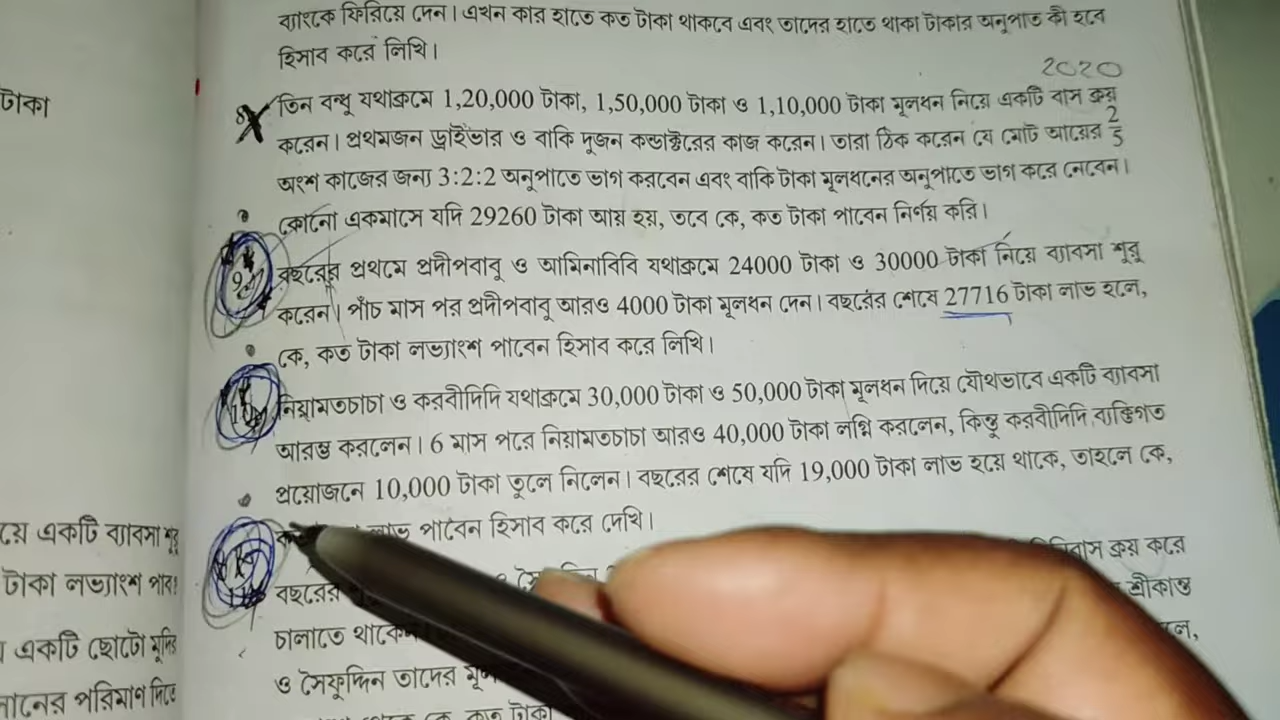 ব্যাংকে ফিরিয়ে দেন। এখন কার হাতে কত টাকা থাকবে এবং তাদের হাতে থাকা টাকার অনুপাত কী হবে
হিসাব করে লিখি।
2020
টাকা
8. তিন বন্ধু যথাক্রমে 1,20,000 টাকা, 1,50,000 টাকা ও 1,10,000 টাকা মূলধন নিয়ে একটি বাস ক্রয়
করেন। প্রথমজন ড্রাইভার ও বাকি দুজন কন্ডাক্টরের কাজ করেন। তারা ঠিক করেন যে মোট আয়ের 2/5
অংশ কাজের জন্য 3:2:2 অনুপাতে ভাগ করবেন এবং বাকি টাকা মূলধনের অনুপাতে ভাগ করে নেবেন।
কোনো একমাসে যদি 29260 টাকা আয় হয়, তবে কে, কত টাকা পাবেন নির্ণয় করি।
বছরের প্রথমে প্রদীপবাবু ও আমিনাবিবি যথাক্রমে 24000 টাকা ও 30000 টাকা নিয়ে ব্যাবসা শুরু
করেন। পাঁচ মাস পর প্রদীপবাবু আরও 4000 টাকা মূলধন দেন। বছরের শেষে 27716 টাকা লাভ হলে,
কে, কত টাকা লভ্যাংশ পাবেন হিসাব করে লিখি।
নিয়ামতচাচা ও করবীদিদি যথাক্রমে 30,000 টাকা ও 50,000 টাকা মূলধন দিয়ে যৌথভাবে একটি ব্যাবসা
আরম্ভ করলেন। 6 মাস পরে নিয়ামতচাচা আরও 40,000 টাকা লগ্নি করলেন, কিন্তু করবীদিদি ব্যক্তিগত
প্রয়োজনে 10,000 টাকা তুলে নিলেন। বছরের শেষে যদি 19,000 টাকা লাভ হয়ে থাকে, তাহলে কে,
লাভ পাবেন হিসাব করে দেখি।
য়ে একটি ব্যাবসা শুরু
টাকা লভ্যাংশ পাব।
একটি ছোটো মুদির
ক্রয় করে
বছরের শ্রীকান্ত
চালাতে থাকেন
ও সৈফুদ্দিন তাদের
কে, কত টাকা